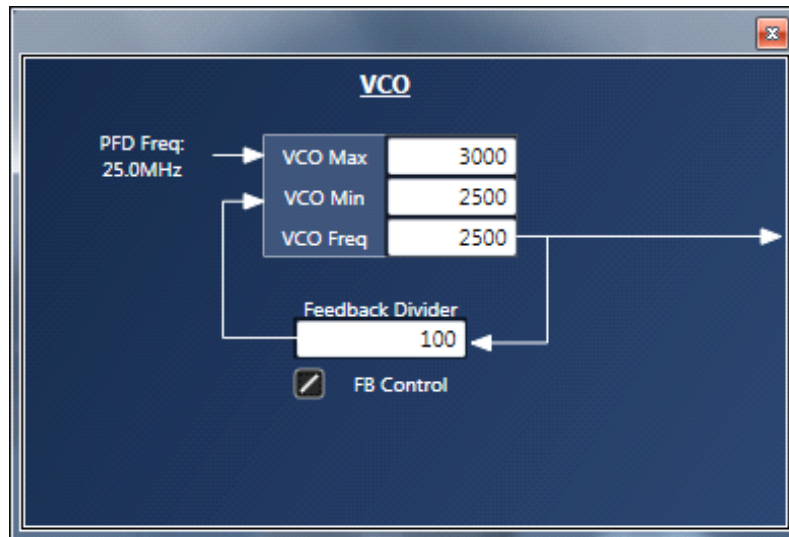 VCO
PFD Freq:
25.0MHz
VCO Max 3000
VCO Min 2500
VCO Freq 2500
Feedback Divider
100
FB Control